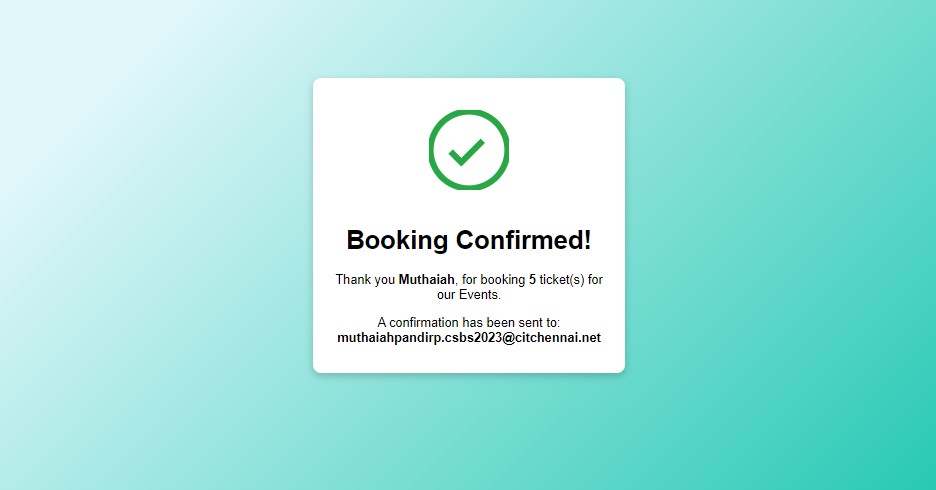 Booking Confirmed!
Thank you Muthaiah, for booking 5 ticket(s) for
our Events.
A confirmation has been sent to:
muthaiahpandirp.csbs2023@citchennai.net